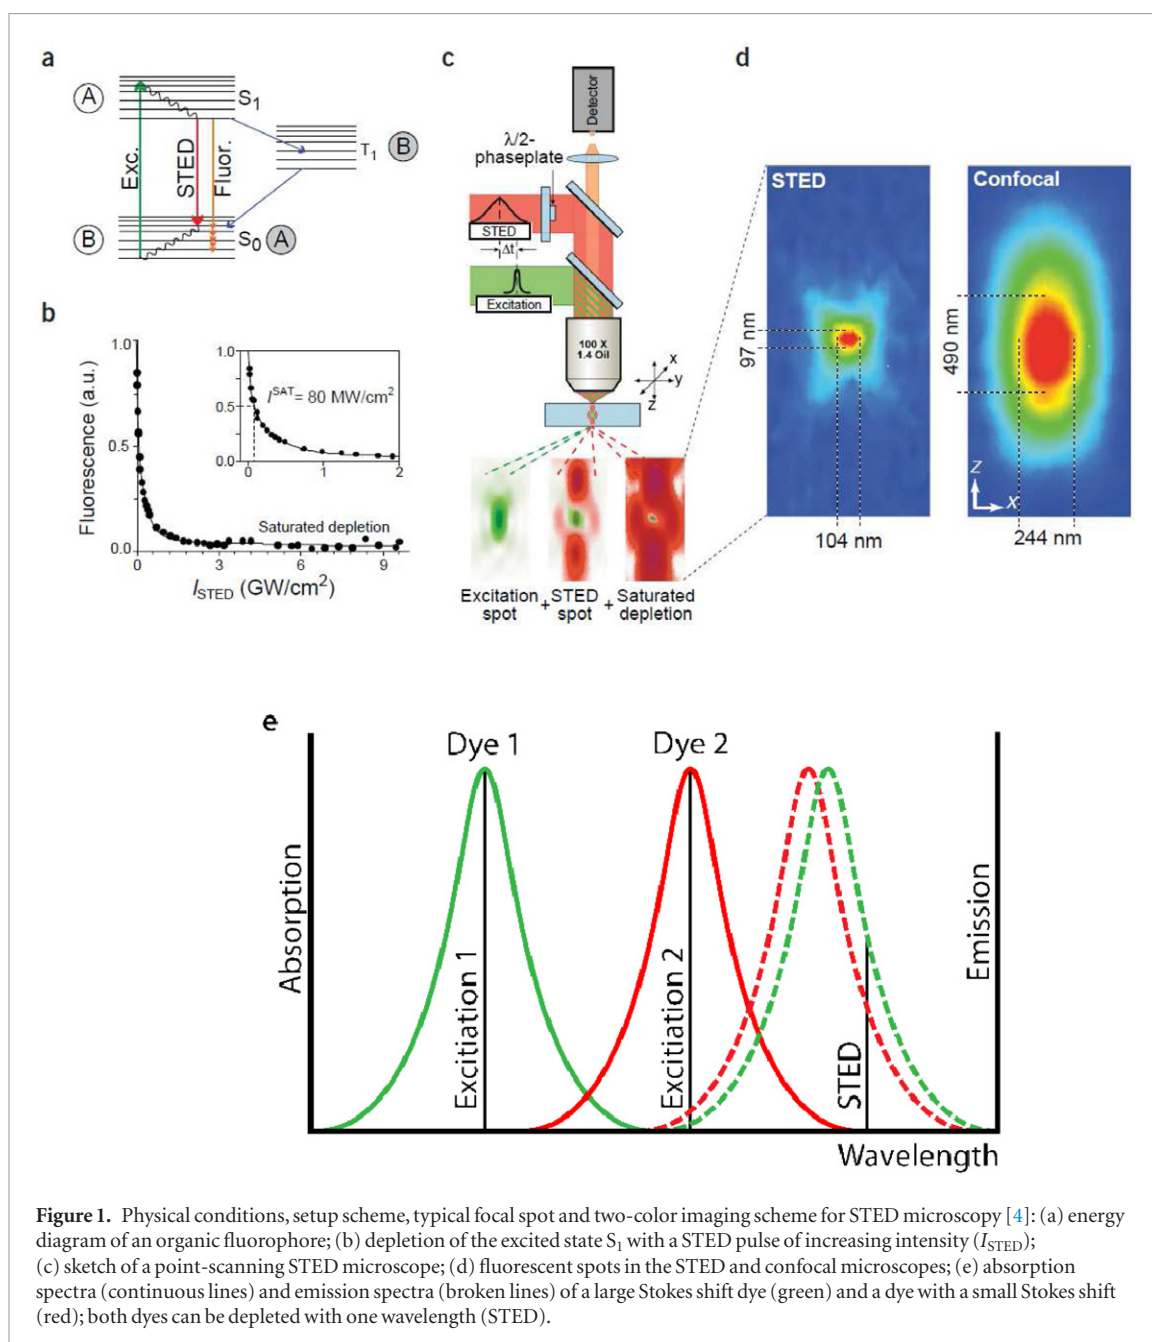 a
A
S1
Exc.
STED
Fluor.
T1
B
B
S0
A
b
Fluorescence (a.u.)
1.0
0.5
0.0
1.0
0.5
0.0
I^SAT= 80 MW/cm²
0
1
2
Saturated depletion
0
3
6
9
I_STED (GW/cm²)
c
Detector
λ/2-
phaseplate
STED
Δt
Excitation
100 X
1.4 Oil
x
y
z
Excitation
spot
+
STED
spot
+
Saturated
depletion
d
STED
97 nm
104 nm
Confocal
490 nm
z
x
244 nm
e
Dye 1
Dye 2
Absorption
Excitiation 1
Excitiation 2
STED
Emission
Wavelength
Figure 1. Physical conditions, setup scheme, typical focal spot and two-color imaging scheme for STED microscopy [4]: (a) energy
diagram of an organic fluorophore; (b) depletion of the excited state S1 with a STED pulse of increasing intensity (I_STED);
(c) sketch of a point-scanning STED microscope; (d) fluorescent spots in the STED and confocal microscopes; (e) absorption
spectra (continuous lines) and emission spectra (broken lines) of a large Stokes shift dye (green) and a dye with a small Stokes shift
(red); both dyes can be depleted with one wavelength (STED).